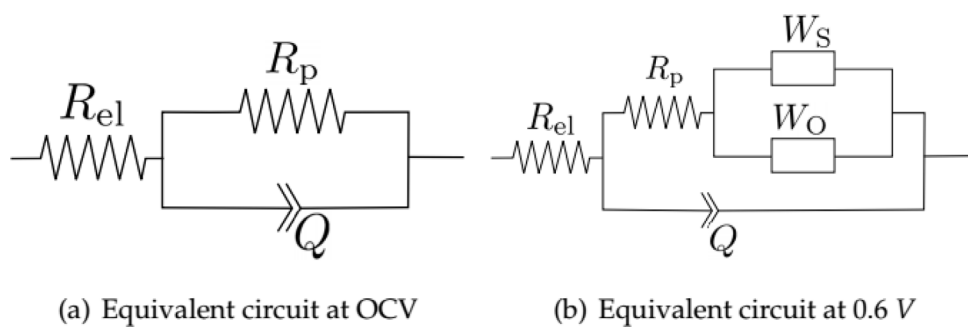 R_el
R_p
Q
(a) Equivalent circuit at OCV
W_S
R_p
W_O
R_el
Q
(b) Equivalent circuit at 0.6 V